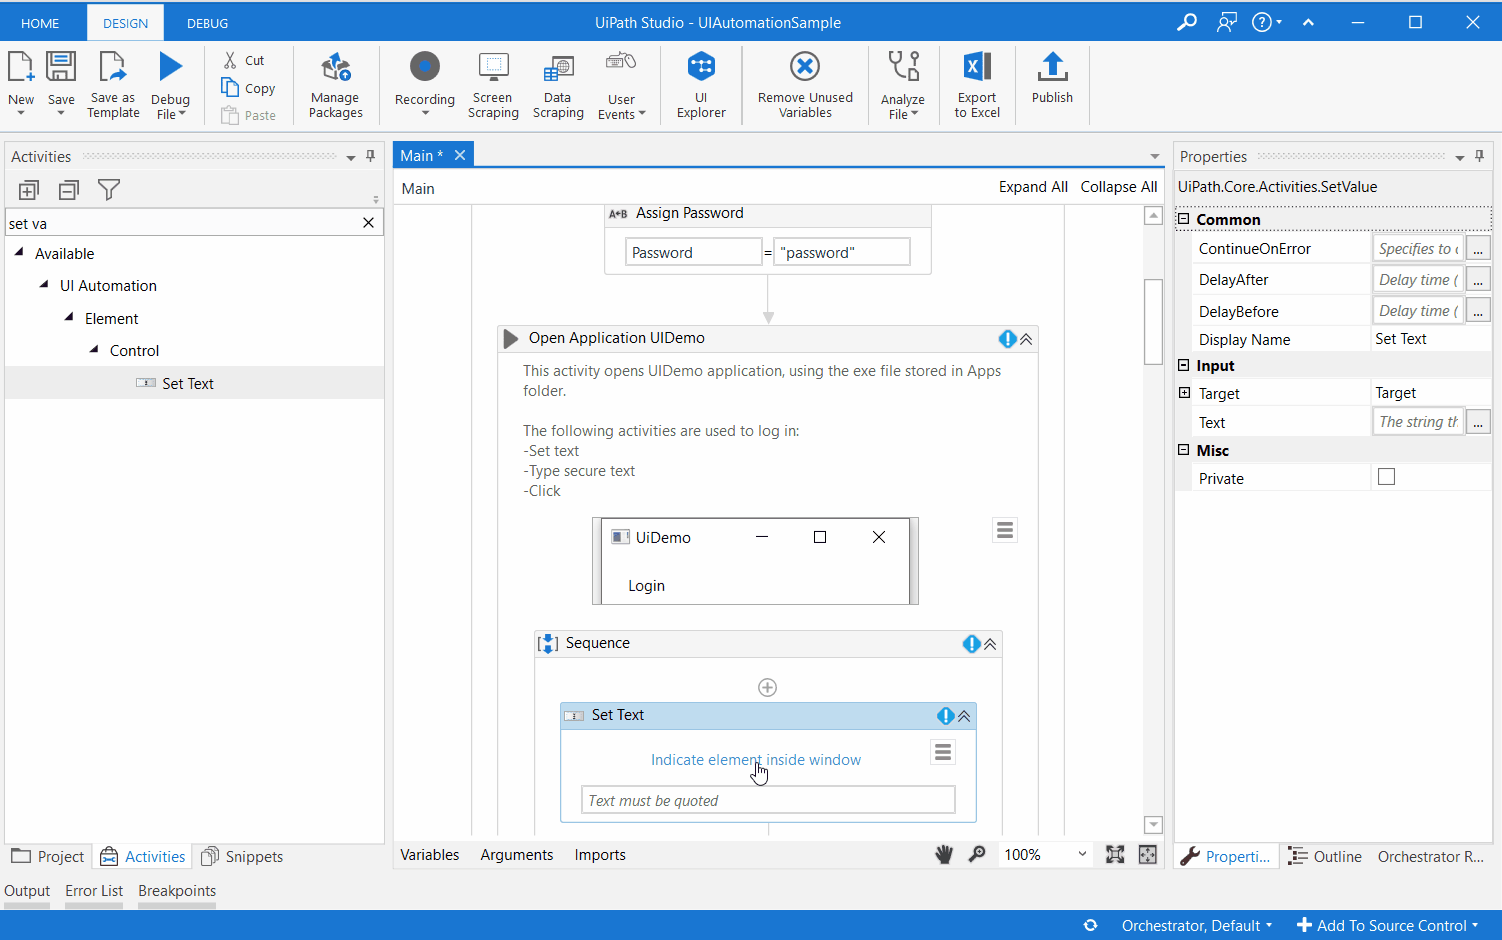 HOME DESIGN DEBUG UiPath Studio - UIAutomationSample
New Save Save as Template Debug File Cut Copy Paste Manage Packages Recording Screen Scraping Data Scraping User Events UI Explorer Remove Unused Variables Analyze File Export to Excel Publish
Activities
set va
Available
UI Automation
Element
Control
Set Text
Project Activities Snippets
Main *
Main Expand All Collapse All
A+B Assign Password
Password = "password"
Open Application UIDemo
This activity opens UIDemo application, using the exe file stored in Apps
folder.
The following activities are used to log in:
-Set text
-Type secure text
-Click
UiDemo
Login
Sequence
Set Text
Indicate element inside window
Text must be quoted
Variables Arguments Imports 100%
Properties
UiPath.Core.Activities.SetValue
Common
ContinueOnError Specifies to ...
DelayAfter Delay time ( ...
DelayBefore Delay time ( ...
Display Name Set Text
Input
Target Target
Text The string th ...
Misc
Private
Properti... Outline Orchestrator R...
Output Error List Breakpoints
Orchestrator, Default Add To Source Control